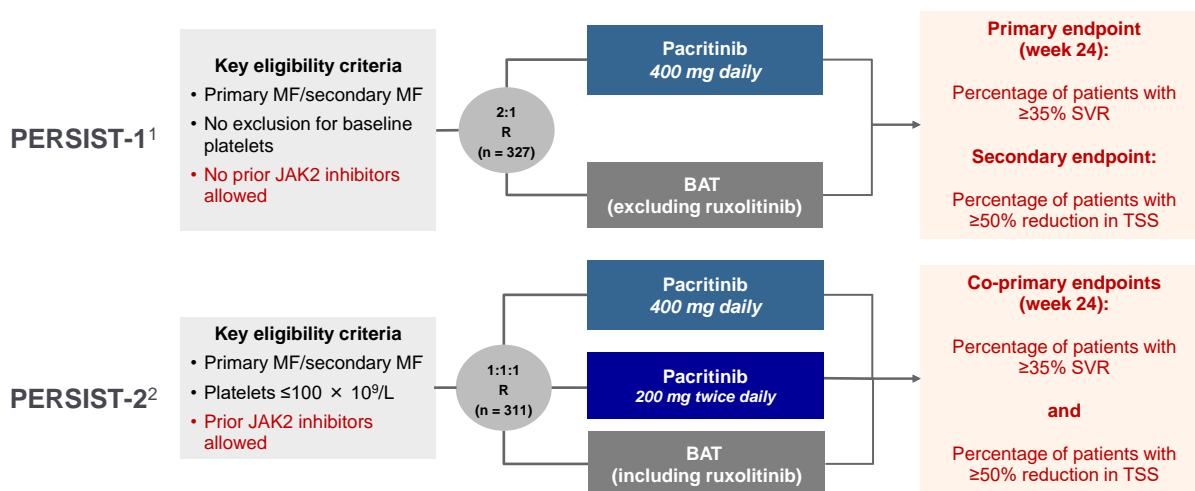 PERSIST-1¹
Key eligibility criteria
• Primary MF/secondary MF
• No exclusion for baseline
platelets
• No prior JAK2 inhibitors
allowed
2:1
R
(n = 327)
Pacritinib
400 mg daily
BAT
(excluding ruxolitinib)
Primary endpoint
(week 24):
Percentage of patients with
≥35% SVR
Secondary endpoint:
Percentage of patients with
≥50% reduction in TSS
PERSIST-2²
Key eligibility criteria
• Primary MF/secondary MF
• Platelets ≤100 × 10⁹/L
• Prior JAK2 inhibitors
allowed
1:1:1
R
(n = 311)
Pacritinib
400 mg daily
Pacritinib
200 mg twice daily
BAT
(including ruxolitinib)
Co-primary endpoints
(week 24):
Percentage of patients with
≥35% SVR
and
Percentage of patients with
≥50% reduction in TSS